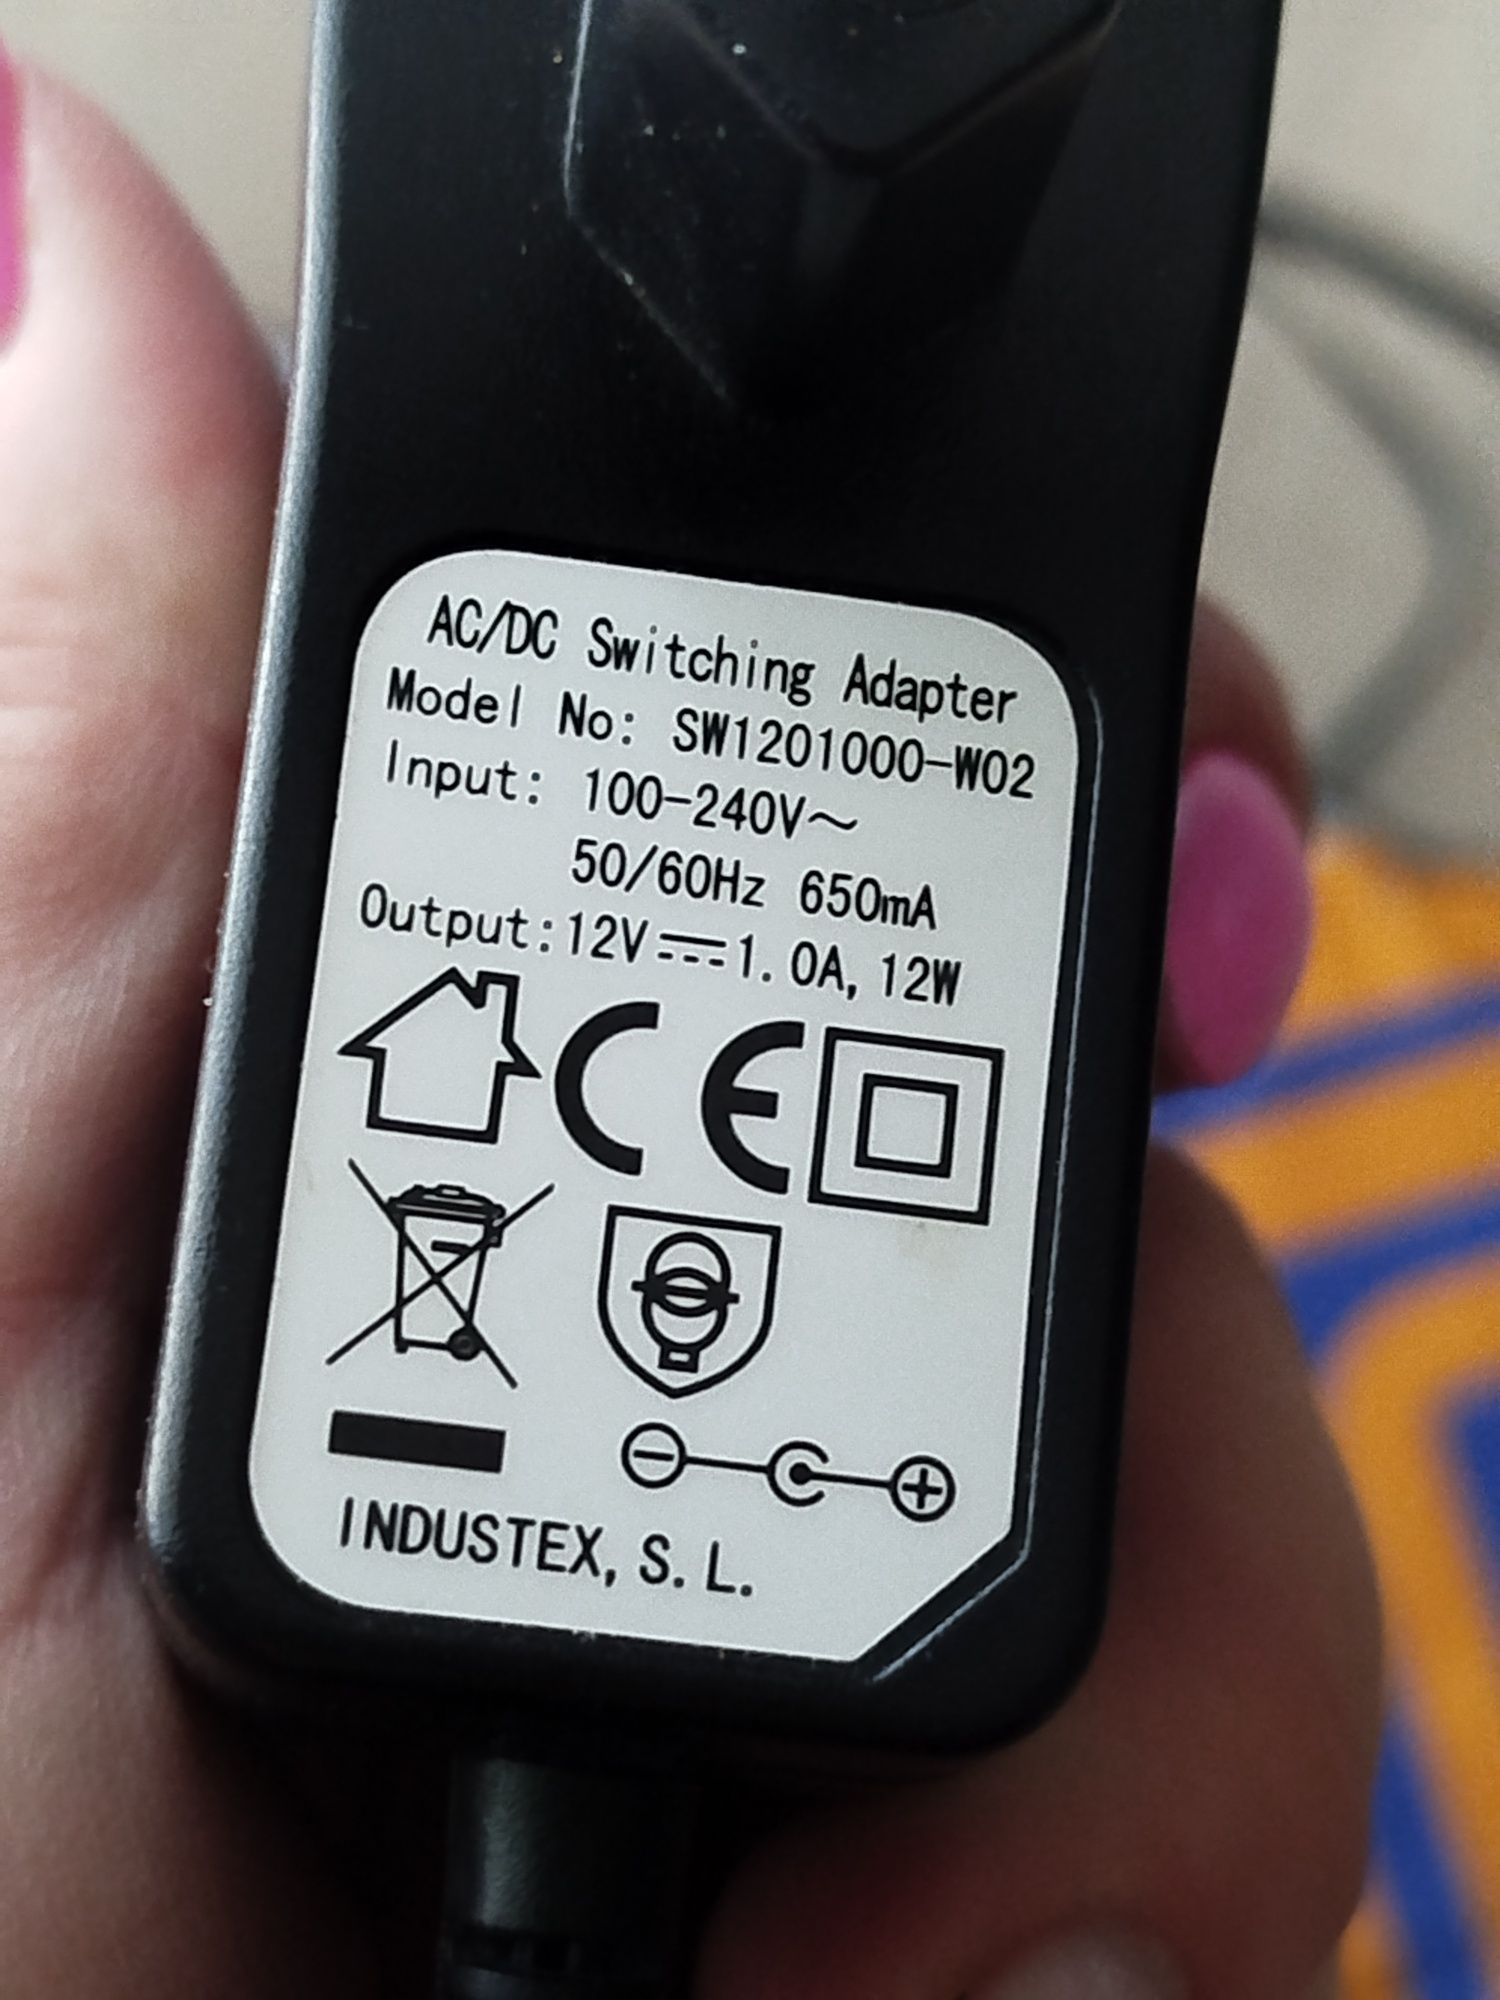 AC/DC Switching Adapter
Model No: SW1201000-W02
Input: 100-240V～
50/60Hz 650mA
Output:12V⎓1.0A, 12W
CE
INDUSTEX, S.L.